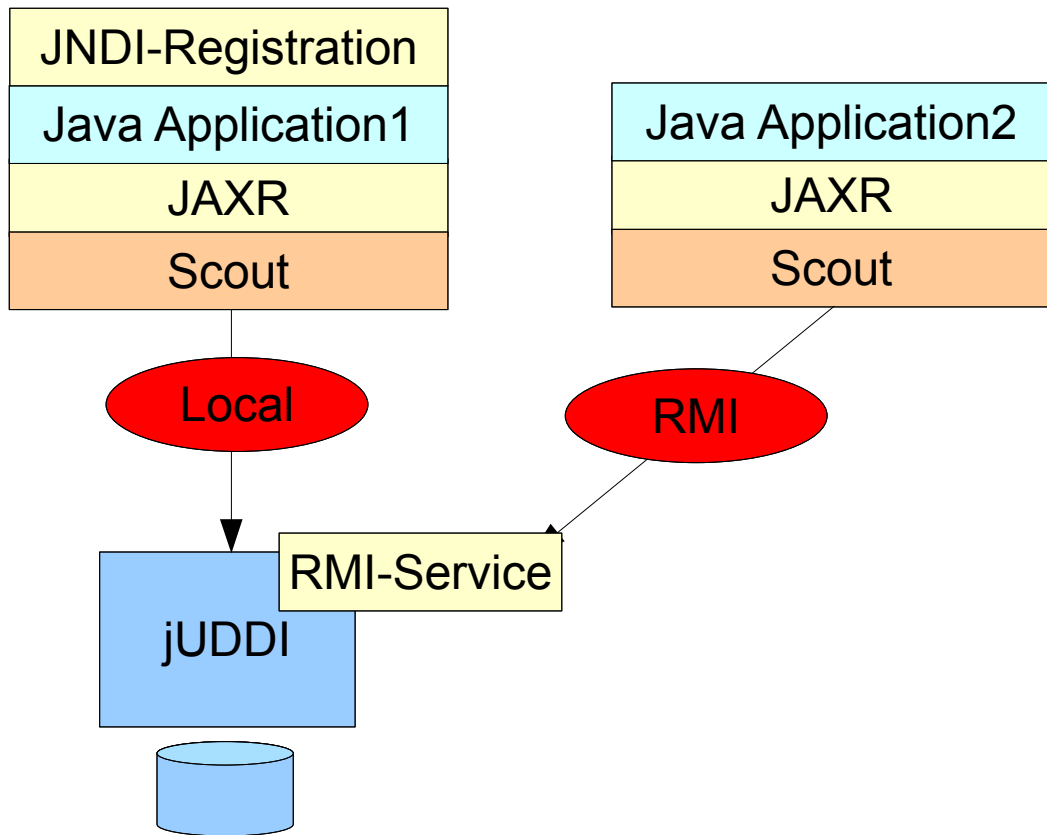 JNDI-Registration
Java Application1
JAXR
Scout
Java Application2
JAXR
Scout
Local
RMI
RMI-Service
jUDDI